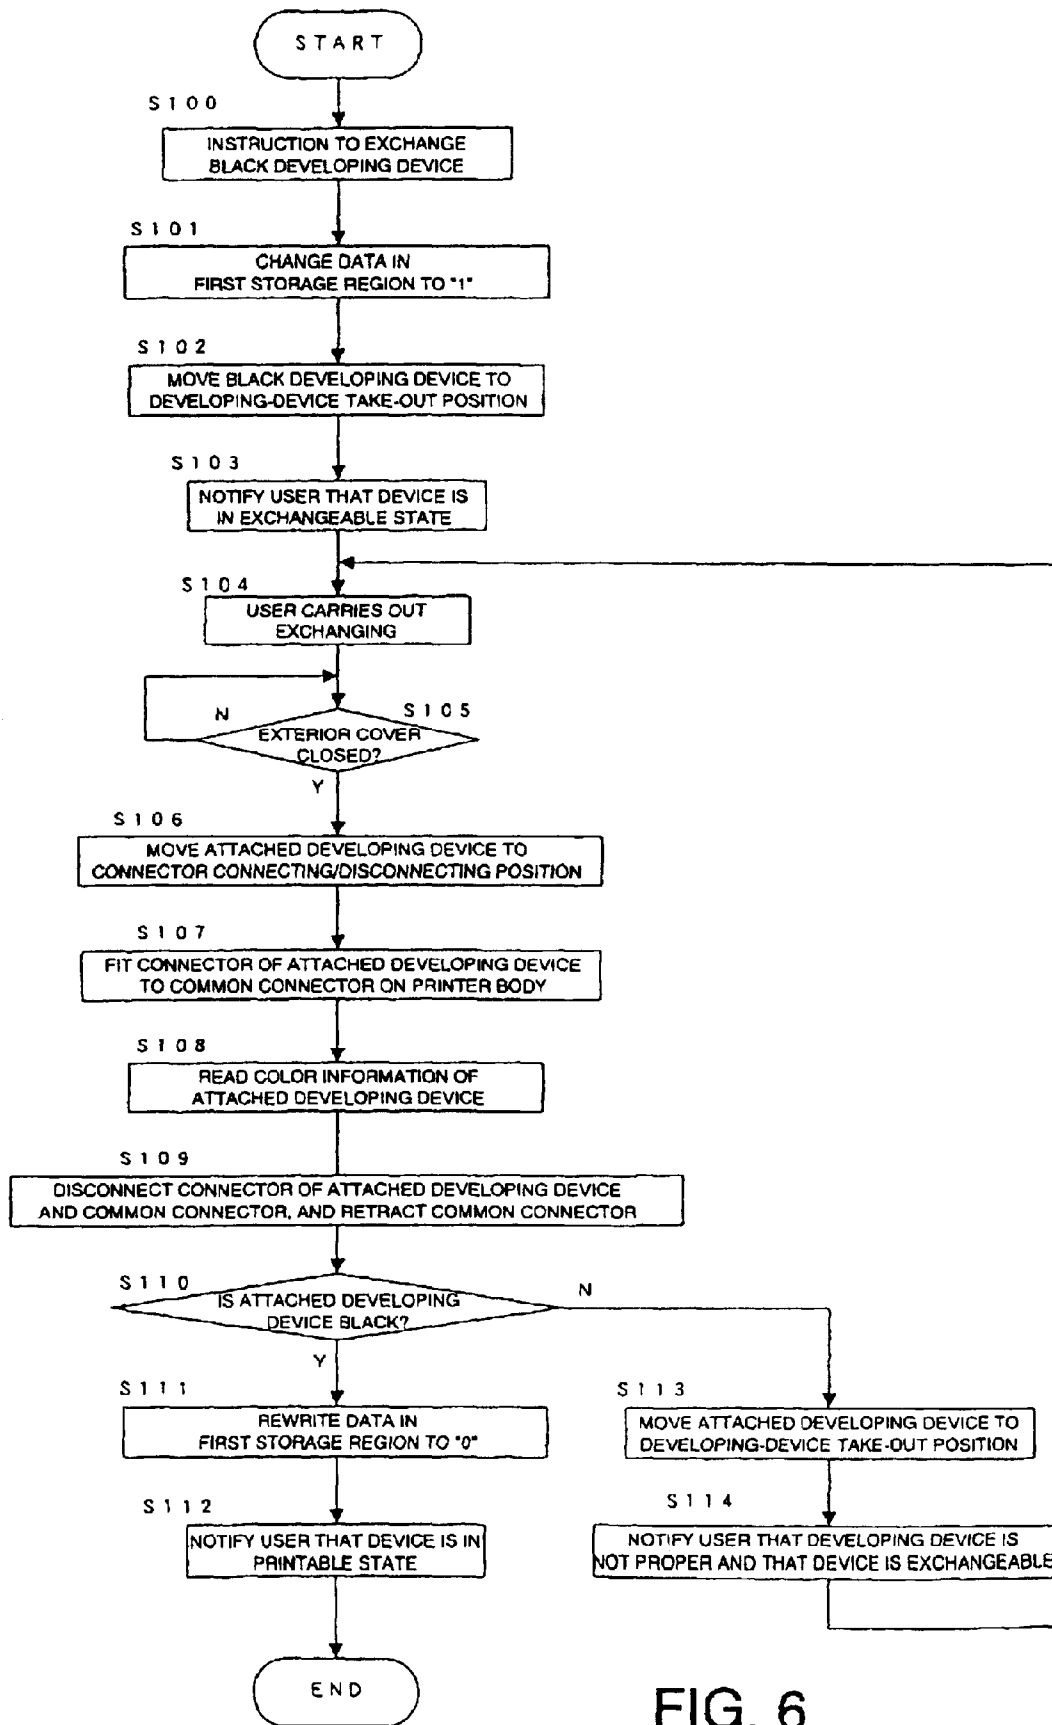 START
S100
INSTRUCTION TO EXCHANGE
BLACK DEVELOPING DEVICE
S101
CHANGE DATA IN
FIRST STORAGE REGION TO "1"
S102
MOVE BLACK DEVELOPING DEVICE TO
DEVELOPING-DEVICE TAKE-OUT POSITION
S103
NOTIFY USER THAT DEVICE IS
IN EXCHANGEABLE STATE
S104
USER CARRIES OUT
EXCHANGING
N
S105
EXTERIOR COVER
CLOSED?
Y
S106
MOVE ATTACHED DEVELOPING DEVICE TO
CONNECTOR CONNECTING/DISCONNECTING POSITION
S107
FIT CONNECTOR OF ATTACHED DEVELOPING DEVICE
TO COMMON CONNECTOR ON PRINTER BODY
S108
READ COLOR INFORMATION OF
ATTACHED DEVELOPING DEVICE
S109
DISCONNECT CONNECTOR OF ATTACHED DEVELOPING DEVICE
AND COMMON CONNECTOR, AND RETRACT COMMON CONNECTOR
S110
IS ATTACHED DEVELOPING
DEVICE BLACK?
N
Y
S111
REWRITE DATA IN
FIRST STORAGE REGION TO "0"
S112
NOTIFY USER THAT DEVICE IS IN
PRINTABLE STATE
S113
MOVE ATTACHED DEVELOPING DEVICE TO
DEVELOPING-DEVICE TAKE-OUT POSITION
S114
NOTIFY USER THAT DEVELOPING DEVICE IS
NOT PROPER AND THAT DEVICE IS EXCHANGEABLE
END
FIG. 6